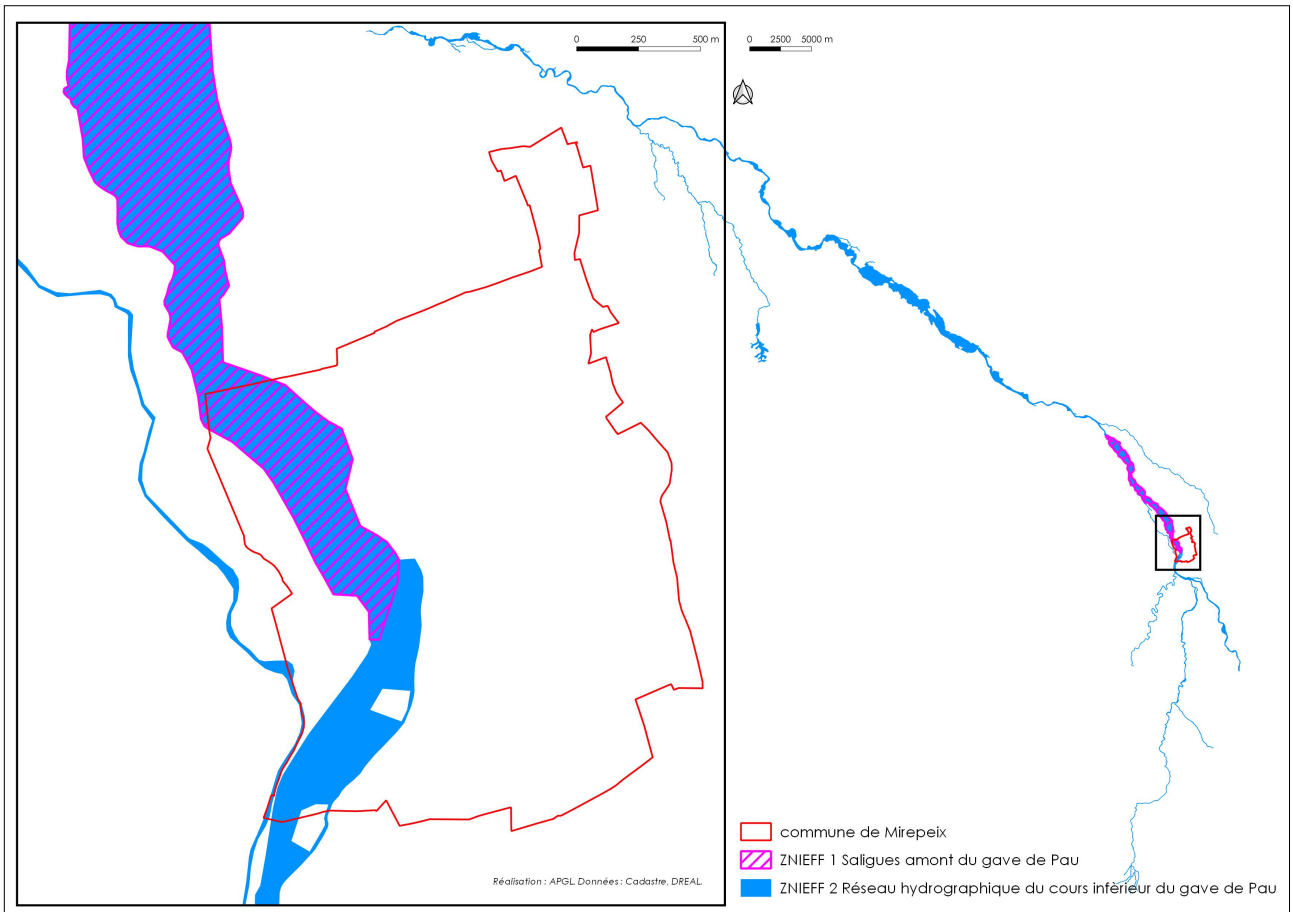 0 250 500 m
0 2500 5000 m
commune de Mirepeix
ZNIEFF 1 Saligues amont du gave de Pau
ZNIEFF 2 Réseau hydrographique du cours inférieur du gave de Pau
Réalisation : APGL. Données : Cadastre, DREAL.